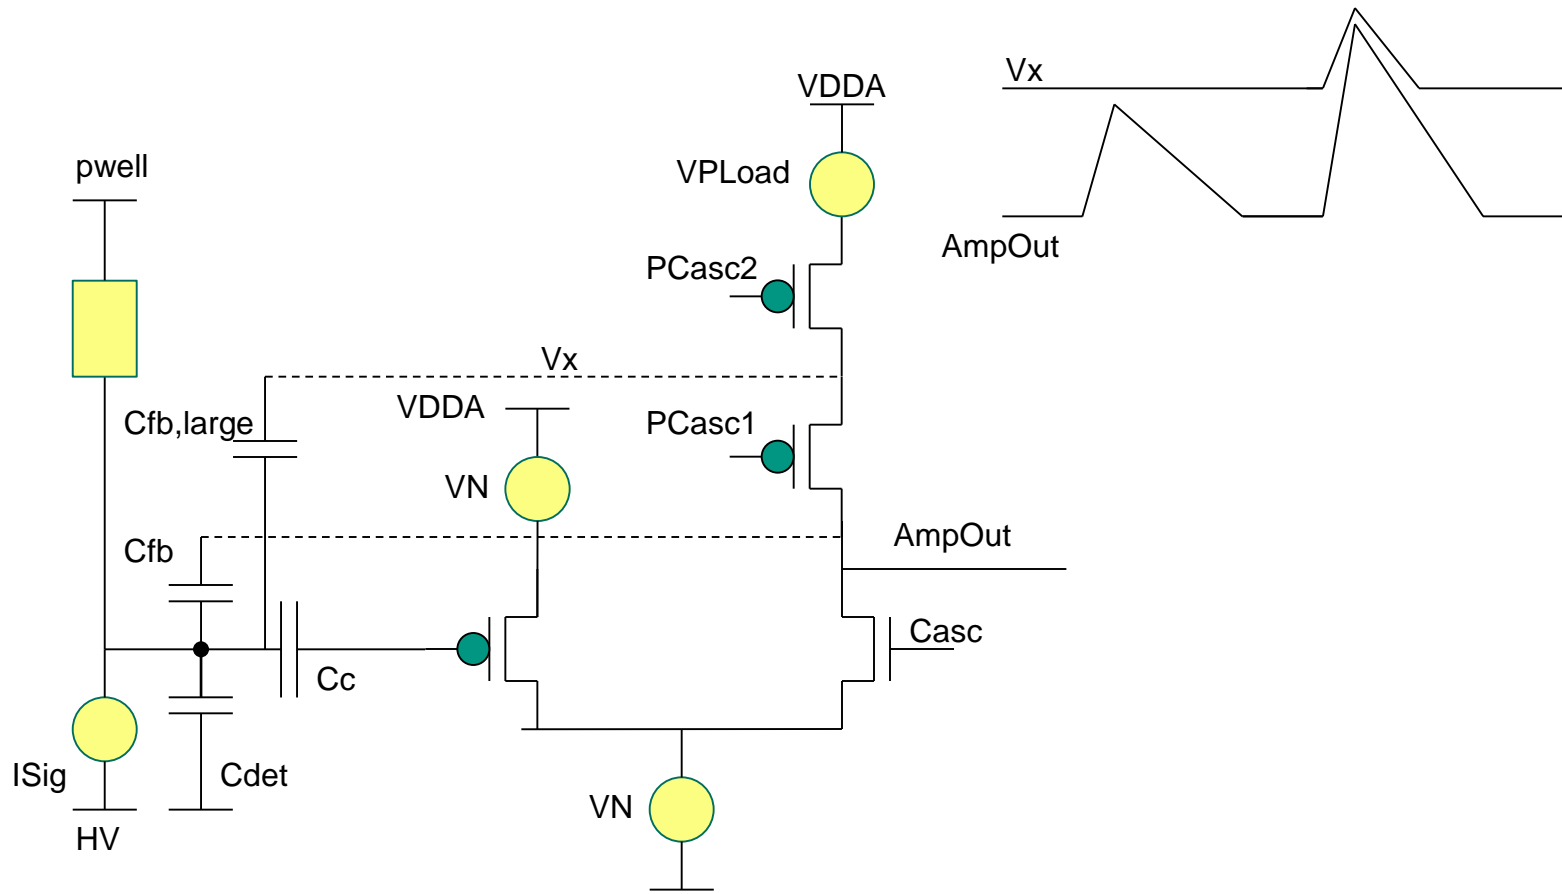 Vx
VDDA
pwell
VPLoad
AmpOut
PCasc2
Vx
VDDA
Cfb,large
PCasc1
VN
AmpOut
Cfb
Casc
Cc
ISig
Cdet
VN
HV